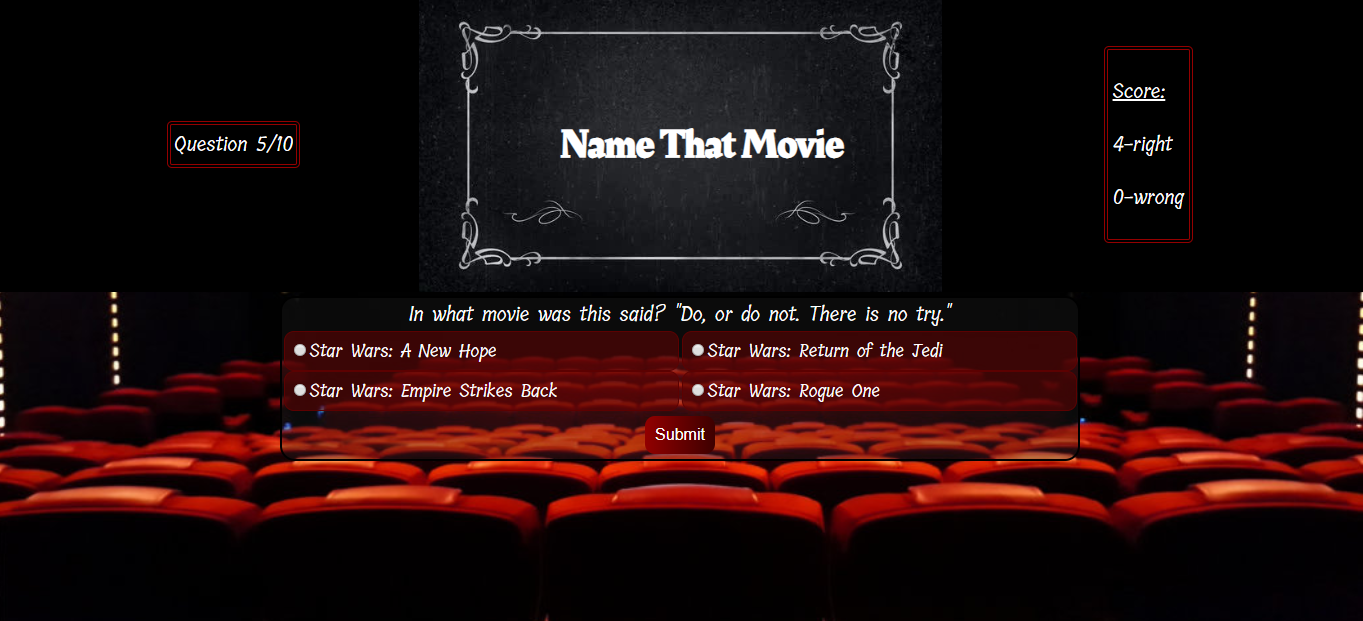 Question 5/10
Name That Movie
Score:
4-right
0-wrong
In what movie was this said? "Do, or do not. There is no try."
Star Wars: A New Hope
Star Wars: Return of the Jedi
Star Wars: Empire Strikes Back
Star Wars: Rogue One
Submit